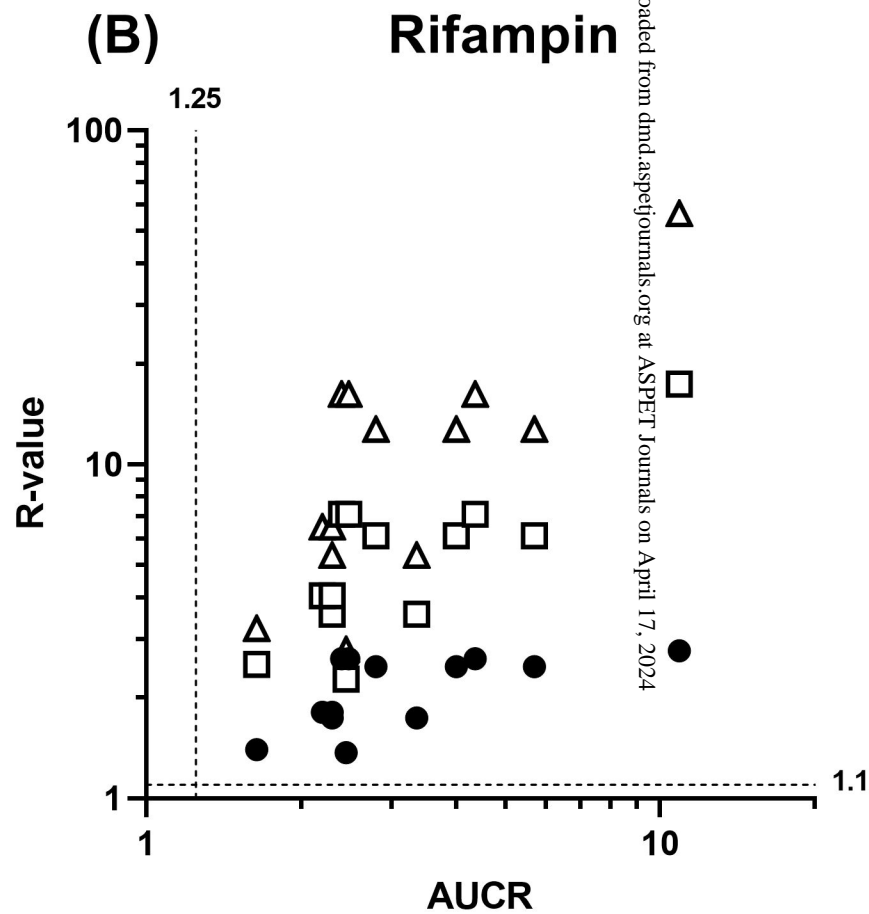 (B) Rifampin
1.25
100
10
1
R-value
1.1
1 10
AUCR
oaded from dmd.aspetjournals.org at ASPET Journals on April 17, 2024